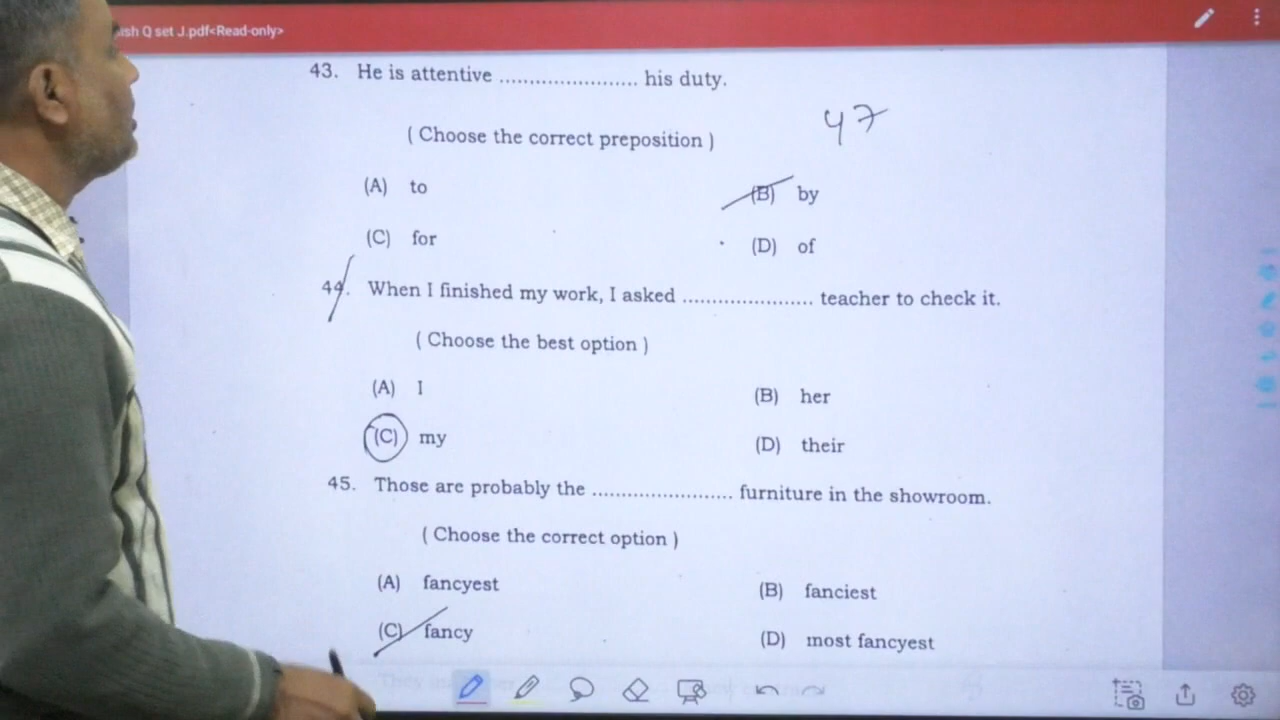 ish Q set J.pdf<Read-only>
43. He is attentive ........................ his duty.
47
( Choose the correct preposition )
(A) to (B) by
(C) for (D) of
44. When I finished my work, I asked ....................... teacher to check it.
( Choose the best option )
(A) I (B) her
(C) my (D) their
45. Those are probably the ........................ furniture in the showroom.
( Choose the correct option )
(A) fancyest (B) fanciest
(C) fancy (D) most fancyest